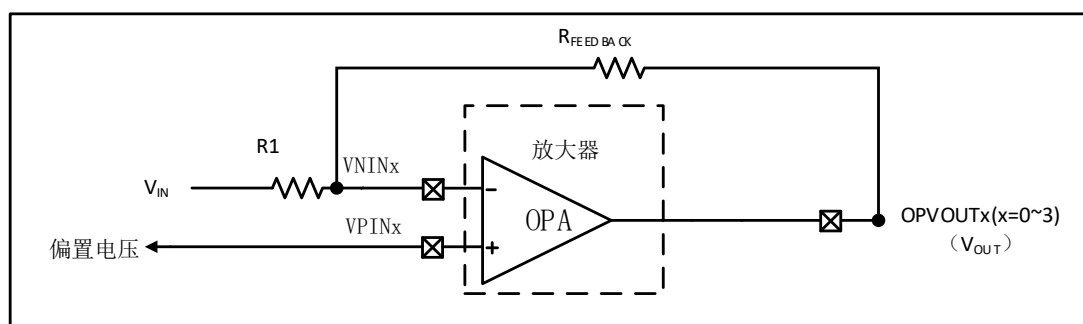 RFEEDBACK
放大器
R1
VNINx
VIN
-
OPA
VPINx
+
偏置电压
OPVOUTx(x=0~3)
（VOUT）